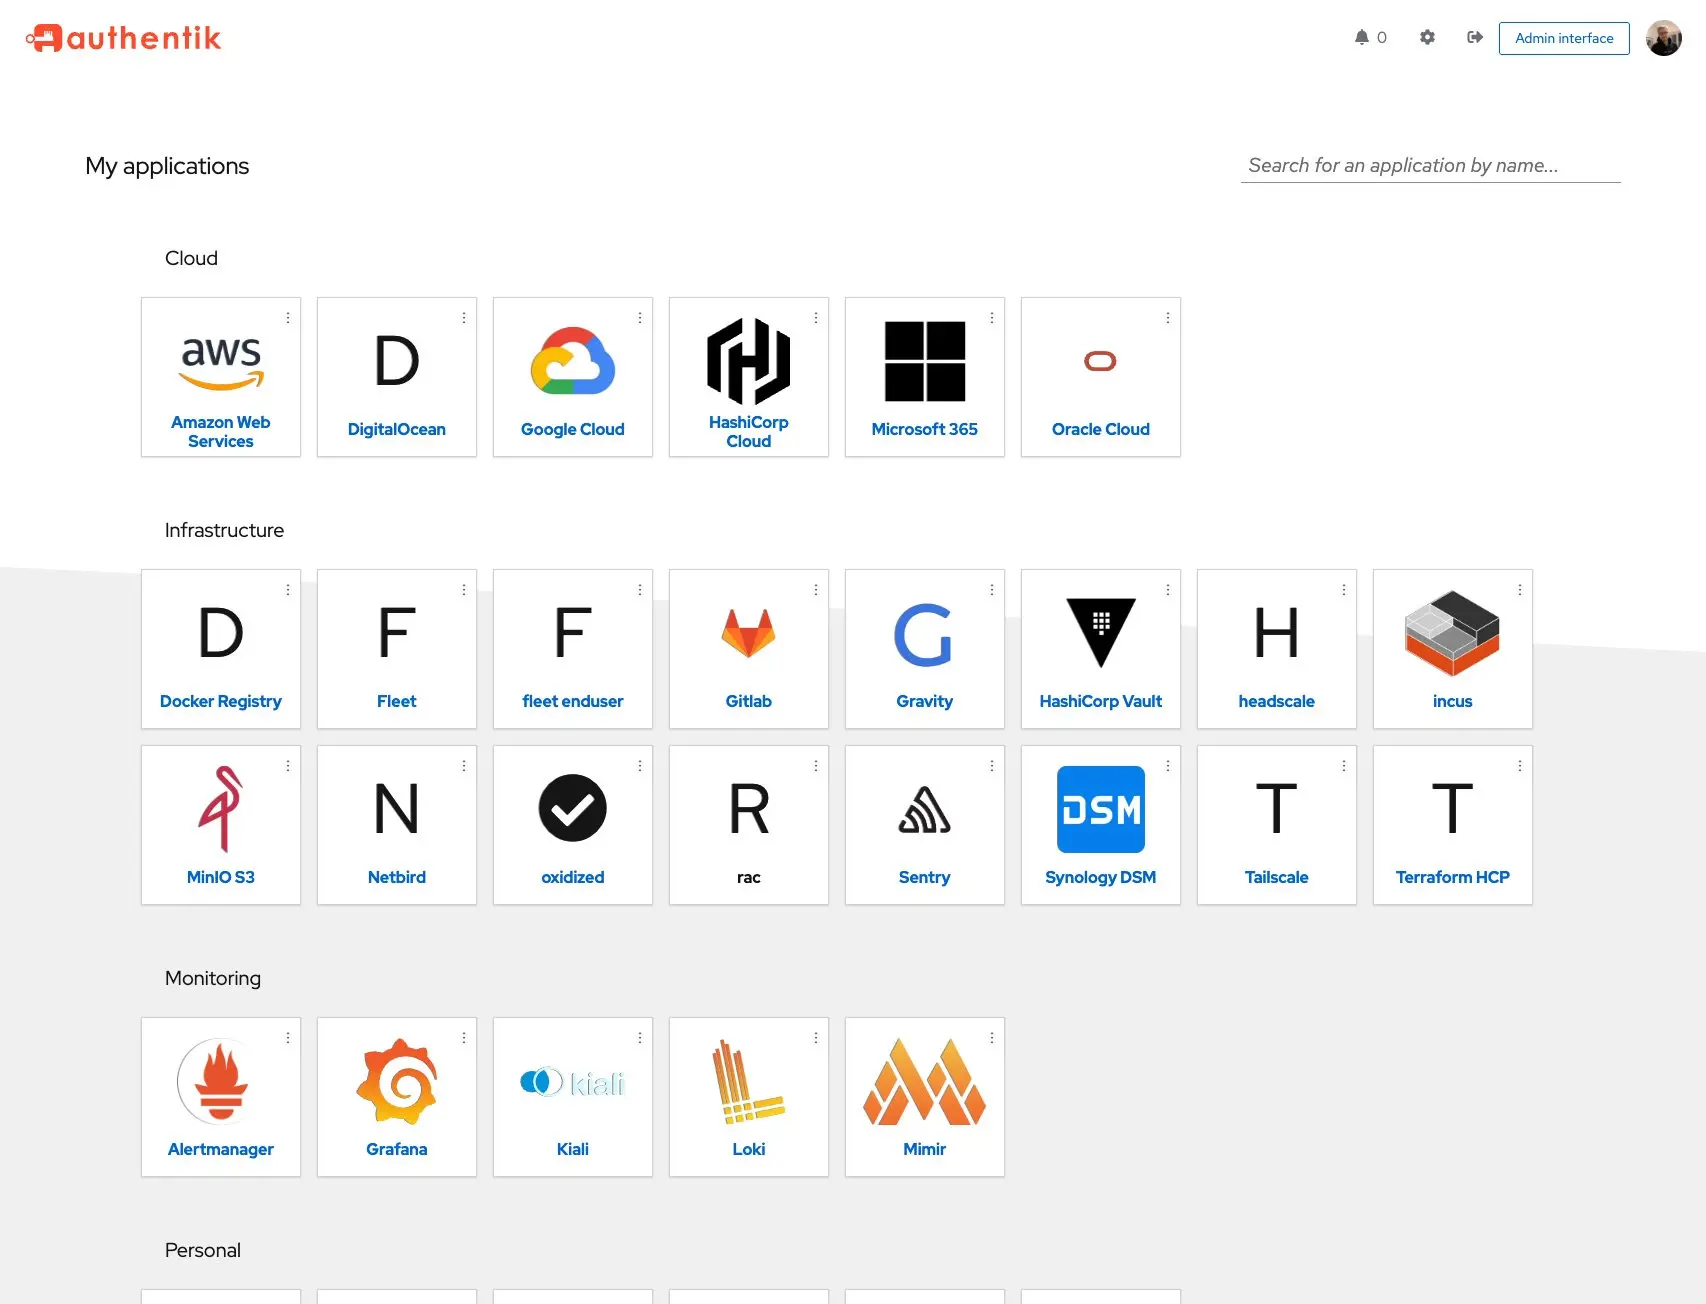 authentik
0
Admin interface
My applications
Search for an application by name...
Cloud
aws
Amazon Web
Services
D
DigitalOcean
Google Cloud
HashiCorp
Cloud
Microsoft 365
Oracle Cloud
Infrastructure
D
Docker Registry
F
Fleet
F
fleet enduser
Gitlab
G
Gravity
HashiCorp Vault
H
headscale
incus
MinIO S3
N
Netbird
oxidized
R
rac
Sentry
DSM
Synology DSM
T
Tailscale
T
Terraform HCP
Monitoring
Alertmanager
Grafana
kiali
Kiali
Loki
Mimir
Personal